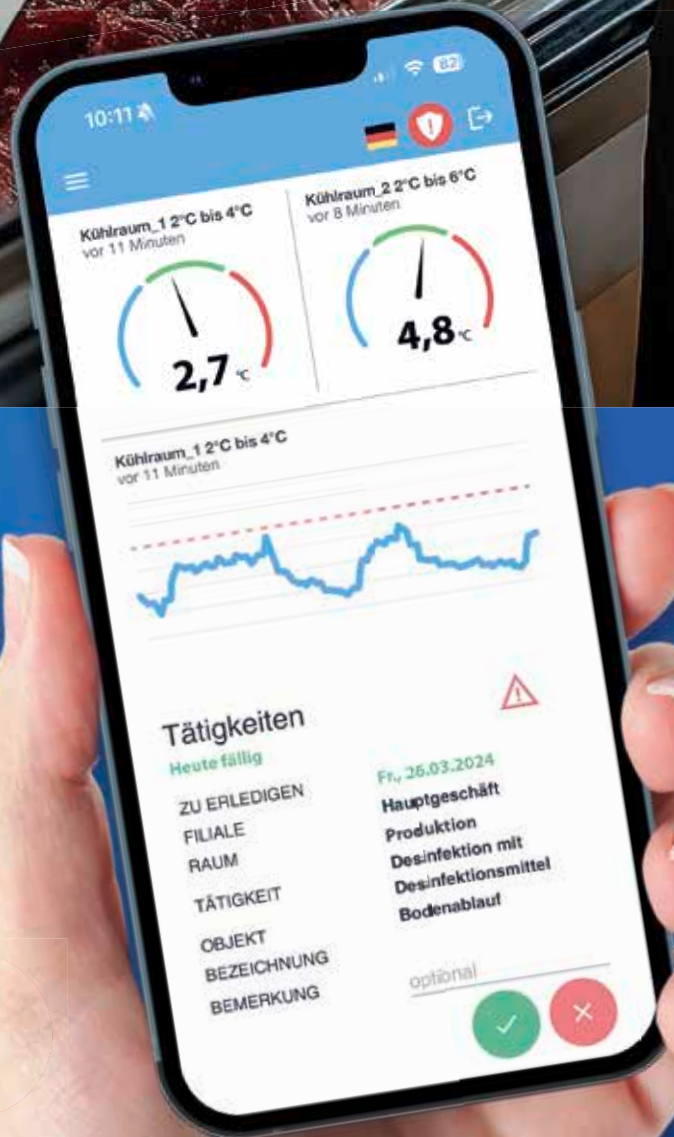 10:11
82
Kühlraum_1 2°C bis 4°C
vor 11 Minuten
2,7 °C
Kühlraum_2 2°C bis 6°C
vor 8 Minuten
4,8 °C
Kühlraum_1 2°C bis 4°C
vor 11 Minuten
Tätigkeiten
Heute fällig
ZU ERLEDIGEN Fr., 26.03.2024
FILIALE Hauptgeschäft
RAUM Produktion
TÄTIGKEIT Desinfektion mit
Desinfektionsmittel
OBJEKT Bodenablauf
BEZEICHNUNG
BEMERKUNG optional